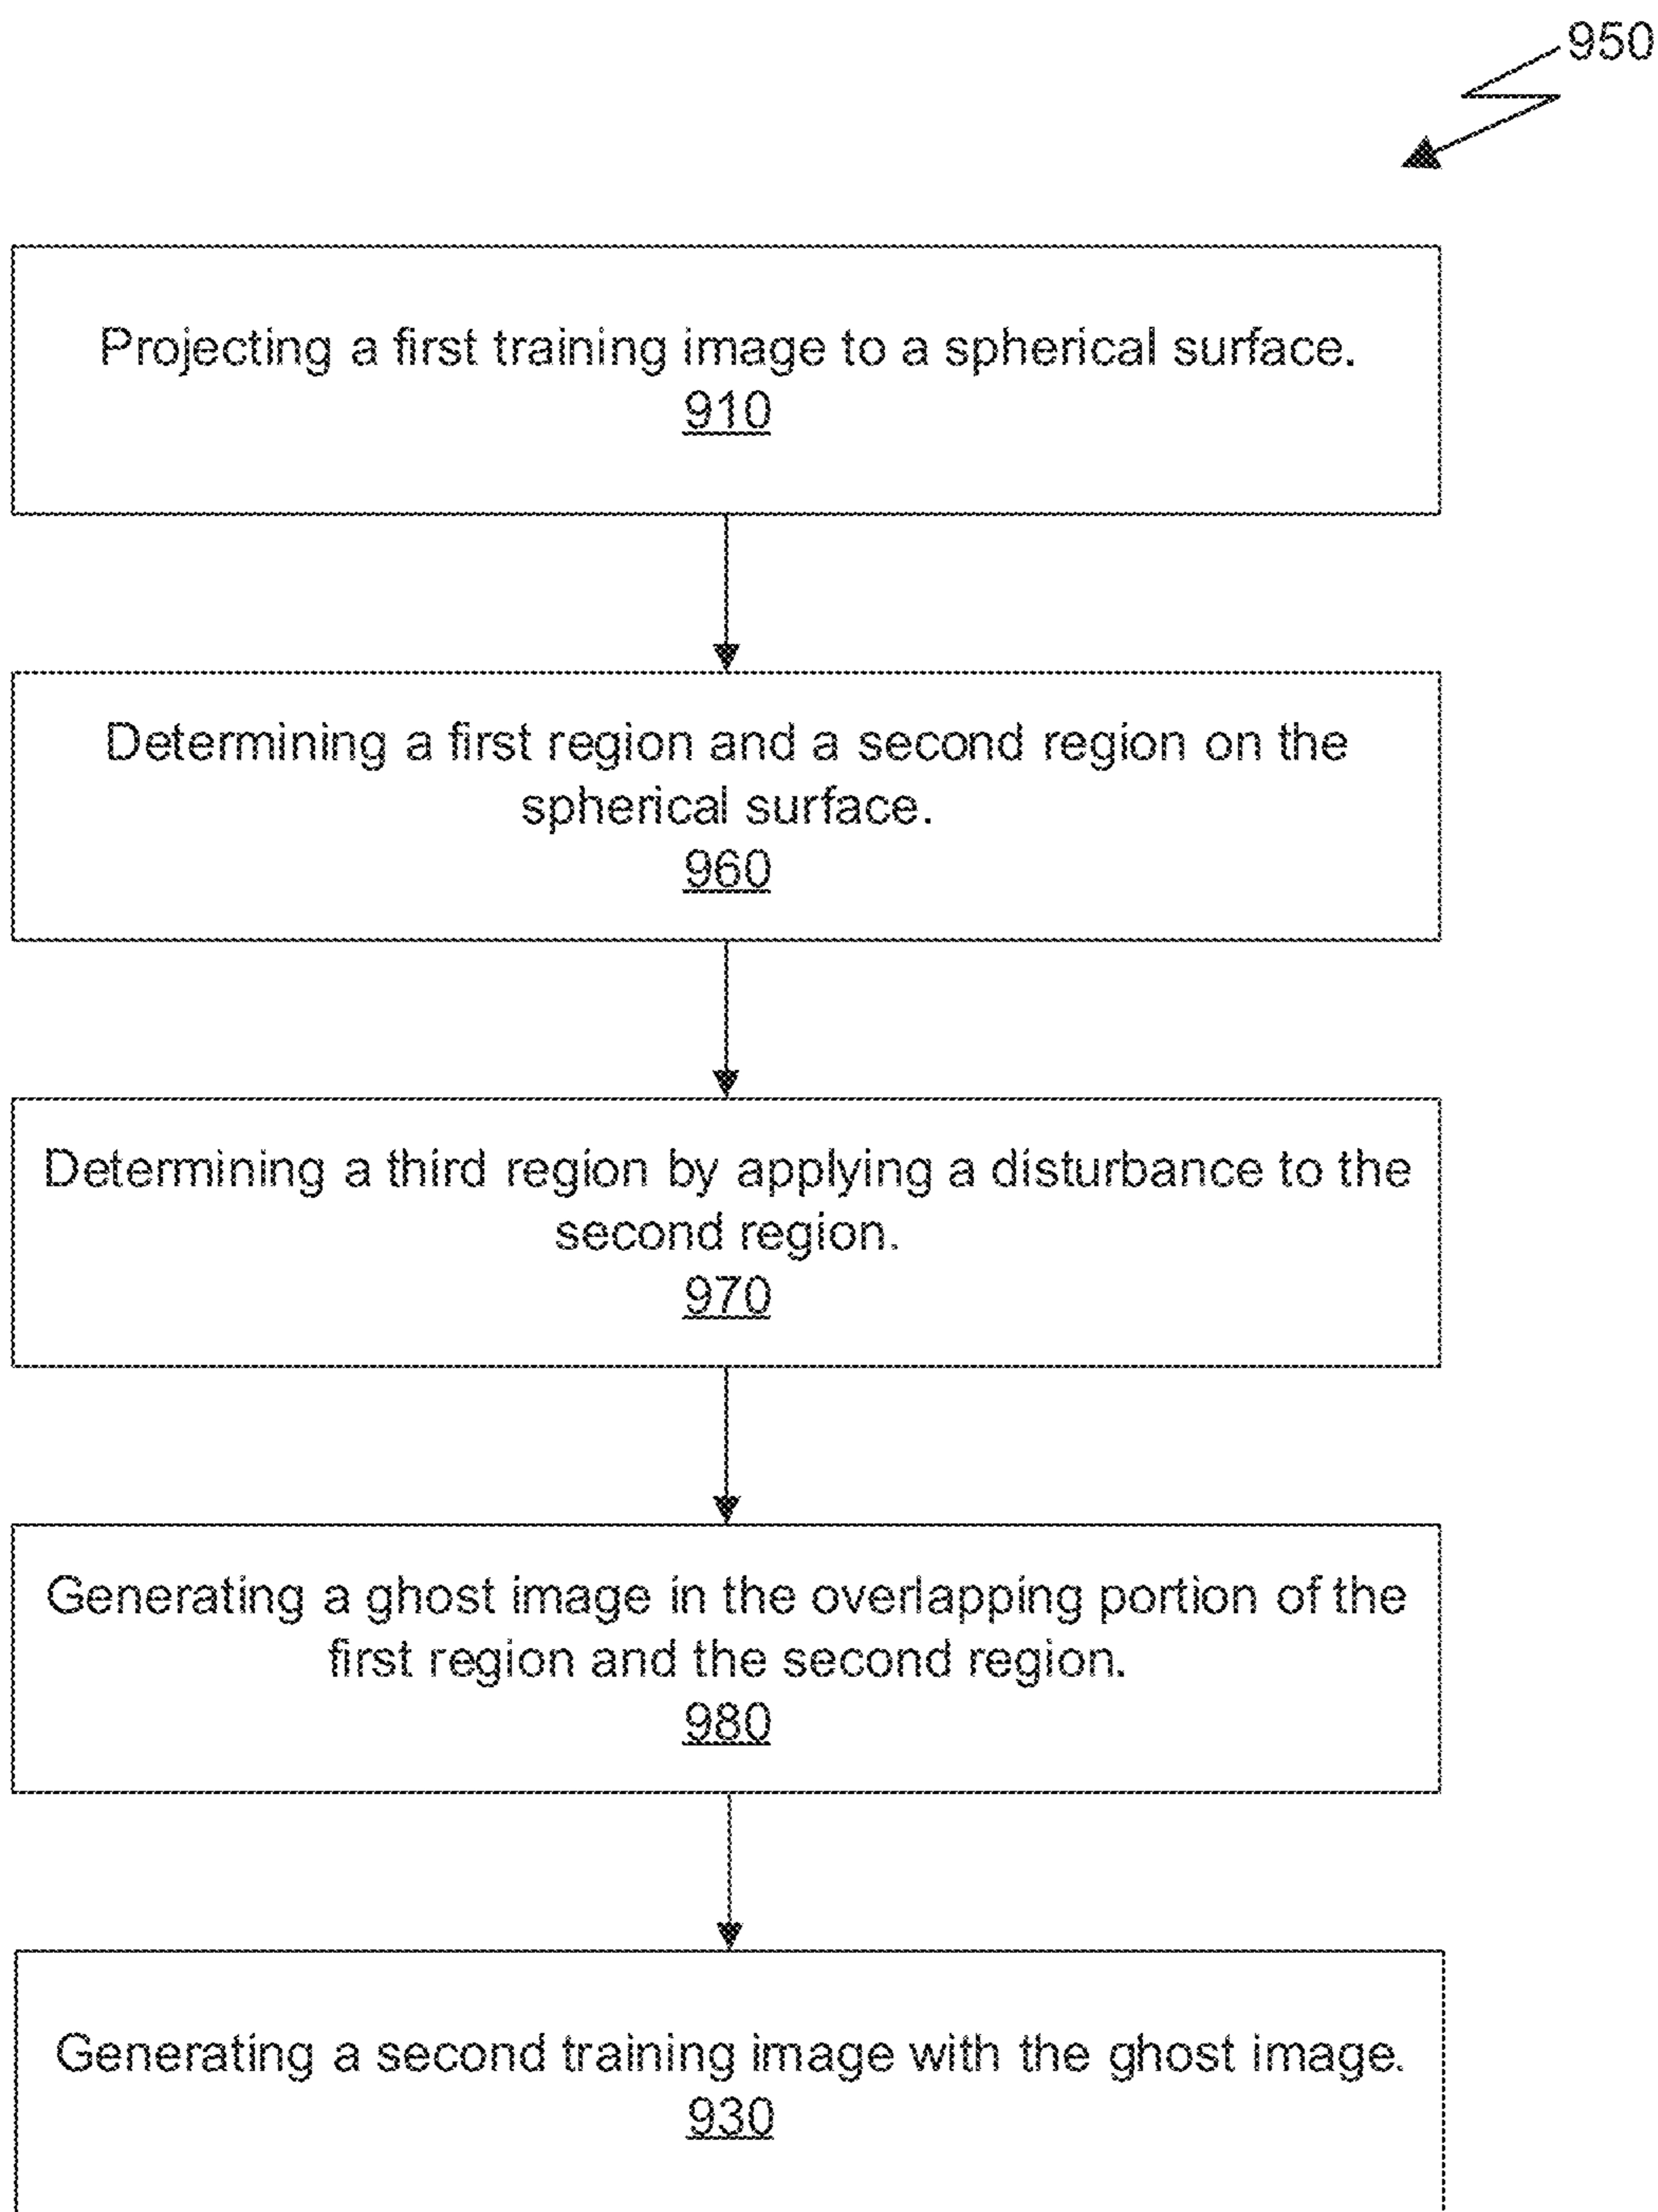 950
Projecting a first training image to a spherical surface.
910
Determining a first region and a second region on the
spherical surface.
960
Determining a third region by applying a disturbance to the
second region.
970
Generating a ghost image in the overlapping portion of the
first region and the second region.
980
Generating a second training image with the ghost image.
930